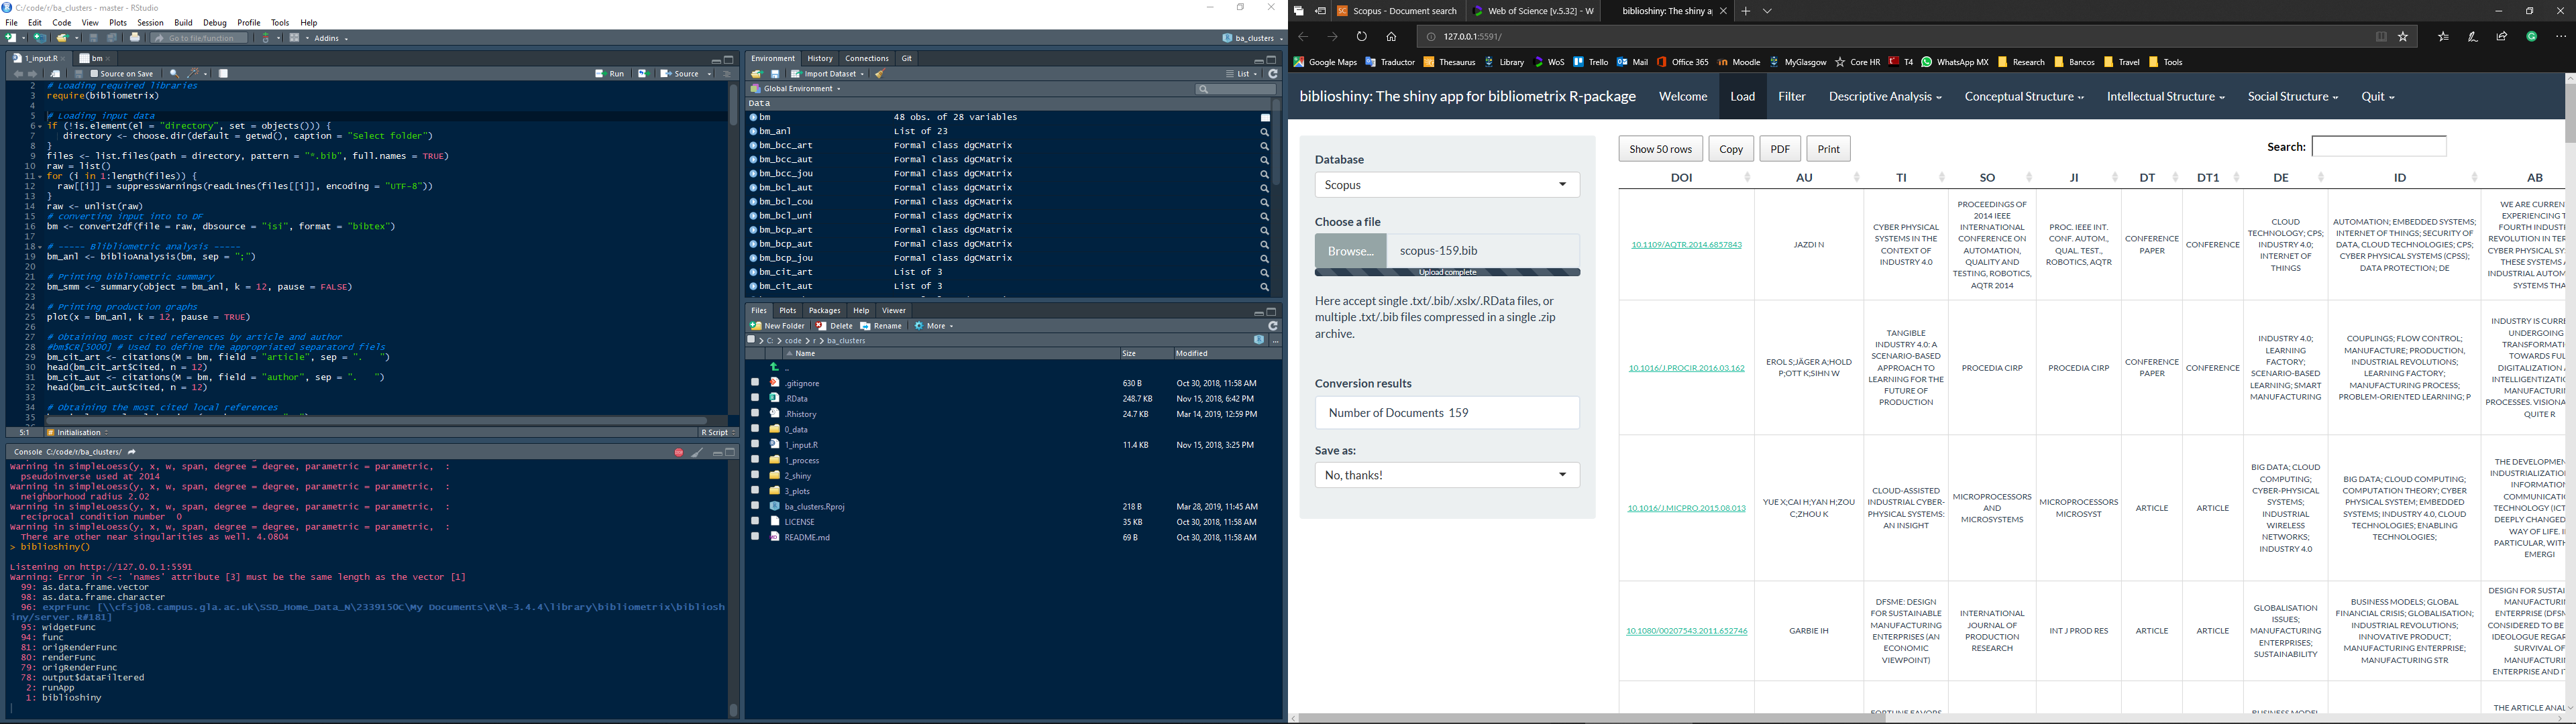 C:/code/r/ba_clusters - master - RStudio
File Edit Code View Plots Session Build Debug Profile Tools Help
Go to file/function Addins ba_clusters
1_input.R bm
Source on Save Run Source
2 # Loading required libraries
3 require(bibliometrix)
4
5 # Loading input data
6 if (!is.element(el = "directory", set = objects())) {
7 directory <- choose.dir(default = getwd(), caption = "Select folder")
8 }
9 files <- list.files(path = directory, pattern = "*.bib", full.names = TRUE)
10 raw = list()
11 for (i in 1:length(files)) {
12 raw[[i]] = suppressWarnings(readLines(files[[i]], encoding = "UTF-8"))
13 }
14 raw <- unlist(raw)
15 # converting input into to DF
16 bm <- convert2df(file = raw, dbsource = "isi", format = "bibtex")
17
18 # ----- Blibliometric analysis -----
19 bm_anl <- biblioAnalysis(bm, sep = ";")
20
21 # Printing bibliometric summary
22 bm_smm <- summary(object = bm_anl, k = 12, pause = FALSE)
23
24 # Printing production graphs
25 plot(x = bm_anl, k = 12, pause = TRUE)
26
27 # Obtaining most cited references by article and author
28 #bm$CR[5000] # Used to define the appropriated separatord fiels
29 bm_cit_art <- citations(M = bm, field = "article", sep = ". ")
30 head(bm_cit_art$Cited, n = 12)
31 bm_cit_aut <- citations(M = bm, field = "author", sep = ". ")
32 head(bm_cit_aut$Cited, n = 12)
33
34 # Obtaining the most cited local references
35
5:1 Initialisation R Script
Console C:/code/r/ba_clusters/
Warning in simpleLoess(y, x, w, span, degree = degree, parametric = parametric, :
pseudoinverse used at 2014
Warning in simpleLoess(y, x, w, span, degree = degree, parametric = parametric, :
neighborhood radius 2.02
Warning in simpleLoess(y, x, w, span, degree = degree, parametric = parametric, :
reciprocal condition number 0
Warning in simpleLoess(y, x, w, span, degree = degree, parametric = parametric, :
There are other near singularities as well. 4.0804
> biblioshiny()
Listening on http://127.0.0.1:5591
Warning: Error in <-: 'names' attribute [3] must be the same length as the vector [1]
99: as.data.frame.vector
98: as.data.frame.character
96: exprFunc [\\cfsj08.campus.gla.ac.uk\SSD_Home_Data_N\2339150C\My Documents\R\R-3.4.4\library\bibliometrix\bibliosh
iny/server.R#181]
95: widgetFunc
94: func
81: origRenderFunc
80: renderFunc
79: origRenderFunc
78: output$dataFiltered
2: runApp
1: biblioshiny
Environment History Connections Git
Import Dataset List
Global Environment
Data
bm 48 obs. of 28 variables
bm_anl List of 23
bm_bcc_art Formal class dgCMatrix
bm_bcc_aut Formal class dgCMatrix
bm_bcc_jou Formal class dgCMatrix
bm_bcl_aut Formal class dgCMatrix
bm_bcl_cou Formal class dgCMatrix
bm_bcl_uni Formal class dgCMatrix
bm_bcp_art Formal class dgCMatrix
bm_bcp_aut Formal class dgCMatrix
bm_bcp_jou Formal class dgCMatrix
bm_cit_art List of 3
bm_cit_aut List of 3
Files Plots Packages Help Viewer
New Folder Delete Rename More
C: code r ba_clusters
Name Size Modified
..
.gitignore 630 B Oct 30, 2018, 11:58 AM
.RData 248.7 KB Nov 15, 2018, 6:42 PM
.Rhistory 24.7 KB Mar 14, 2019, 12:59 PM
0_data
1_input.R 11.4 KB Nov 15, 2018, 3:25 PM
1_process
2_shiny
3_plots
ba_clusters.Rproj 218 B Mar 28, 2019, 11:45 AM
LICENSE 35 KB Oct 30, 2018, 11:58 AM
README.md 69 B Oct 30, 2018, 11:58 AM
Scopus - Document search Web of Science [v.5.32] - W biblioshiny: The shiny a
127.0.0.1:5591/
Google Maps Traductor Thesaurus Library WoS Trello Mail Office 365 Moodle MyGlasgow Core HR T4 WhatsApp MX Research Bancos Travel Tools
biblioshiny: The shiny app for bibliometrix R-package Welcome Load Filter Descriptive Analysis Conceptual Structure Intellectual Structure Social Structure Quit
Database
Scopus
Choose a file
Browse... scopus-159.bib
Upload complete
Here accept single .txt/.bib/.xslx/.RData files, or
multiple .txt/.bib files compressed in a single .zip
archive.
Conversion results
Number of Documents 159
Save as:
No, thanks!
Show 50 rows Copy PDF Print Search:
DOI AU TI SO JI DT DT1 DE ID AB
10.1109/AQTR.2014.6857843
JAZDI N
CYBER PHYSICAL
SYSTEMS IN THE
CONTEXT OF
INDUSTRY 4.0
PROCEEDINGS OF
2014 IEEE
INTERNATIONAL
CONFERENCE ON
AUTOMATION,
QUALITY AND
TESTING, ROBOTICS,
AQTR 2014
PROC. IEEE INT.
CONF. AUTOM.,
QUAL. TEST.,
ROBOTICS, AQTR
CONFERENCE
PAPER
CONFERENCE
CLOUD
TECHNOLOGY; CPS;
INDUSTRY 4.0;
INTERNET OF
THINGS
AUTOMATION; EMBEDDED SYSTEMS;
INTERNET OF THINGS; SECURITY OF
DATA, CLOUD TECHNOLOGIES; CPS;
CYBER PHYSICAL SYSTEMS (CPSS);
DATA PROTECTION; DE
WE ARE CURREN
EXPERIENCING T
FOURTH INDUSTI
REVOLUTION IN TER
CYBER PHYSICAL SY
THESE SYSTEMS
INDUSTRIAL AUTOM
SYSTEMS THA
10.1016/J.PROCIR.2016.03.162
EROL S;JÄGER A;HOLD
P;OTT K;SIHN W
TANGIBLE
INDUSTRY 4.0: A
SCENARIO-BASED
APPROACH TO
LEARNING FOR THE
FUTURE OF
PRODUCTION
PROCEDIA CIRP
PROCEDIA CIRP
CONFERENCE
PAPER
CONFERENCE
INDUSTRY 4.0;
LEARNING
FACTORY;
SCENARIO-BASED
LEARNING; SMART
MANUFACTURING
COUPLINGS; FLOW CONTROL;
MANUFACTURE; PRODUCTION,
INDUSTRIAL REVOLUTIONS;
LEARNING FACTORY;
MANUFACTURING PROCESS;
PROBLEM-ORIENTED LEARNING; P
INDUSTRY IS CURRE
UNDERGOING
TRANSFORMATI
TOWARDS FUL
DIGITALIZATION
INTELLIGENTIZATIC
MANUFACTURI
PROCESSES. VISIONA
QUITE R
10.1016/J.MICPRO.2015.08.013
YUE X;CAI H;YAN H;ZOU
C;ZHOU K
CLOUD-ASSISTED
INDUSTRIAL CYBER-
PHYSICAL SYSTEMS:
AN INSIGHT
MICROPROCESSORS
AND
MICROSYSTEMS
MICROPROCESSORS
MICROSYST
ARTICLE
ARTICLE
BIG DATA; CLOUD
COMPUTING;
CYBER-PHYSICAL
SYSTEMS;
INDUSTRIAL
WIRELESS
NETWORKS;
INDUSTRY 4.0
BIG DATA; CLOUD COMPUTING;
COMPUTATION THEORY; CYBER
PHYSICAL SYSTEM; EMBEDDED
SYSTEMS; INDUSTRY 4.0, CLOUD
TECHNOLOGIES; ENABLING
TECHNOLOGIES;
THE DEVELOPMEN
INDUSTRIALIZATIO
INFORMATION
COMMUNICATIO
TECHNOLOGY (ICT
DEEPLY CHANGED
WAY OF LIFE. I
PARTICULAR, WITH
EMERGI
10.1080/00207543.2011.652746
GARBIE IH
DFSME: DESIGN
FOR SUSTAINABLE
MANUFACTURING
ENTERPRISES (AN
ECONOMIC
VIEWPOINT)
INTERNATIONAL
JOURNAL OF
PRODUCTION
RESEARCH
INT J PROD RES
ARTICLE
ARTICLE
GLOBALISATION
ISSUES;
MANUFACTURING
ENTERPRISES;
SUSTAINABILITY
BUSINESS MODELS; GLOBAL
FINANCIAL CRISIS; GLOBALISATION;
INDUSTRIAL REVOLUTIONS;
INNOVATIVE PRODUCT;
MANUFACTURING ENTERPRISE;
MANUFACTURING STR
DESIGN FOR SUSTAI
MANUFACTURIN
ENTERPRISE (DFSM
CONSIDERED TO BE
IDEOLOGUE REGAR
SURVIVAL OF
MANUFACTURIN
ENTERPRISE AND I
THE ARTICLE ANAL